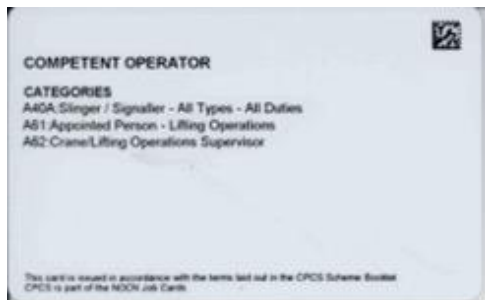 COMPETENT OPERATOR
CATEGORIES
A40A:Slinger / Signaller - All Types - All Duties
A61:Appointed Person - Lifting Operations
A62:Crane/Lifting Operations Supervisor
This card is issued in accordance with the terms laid out in the CPCS Scheme Booklet
CPCS is part of the NOCN Job Cards